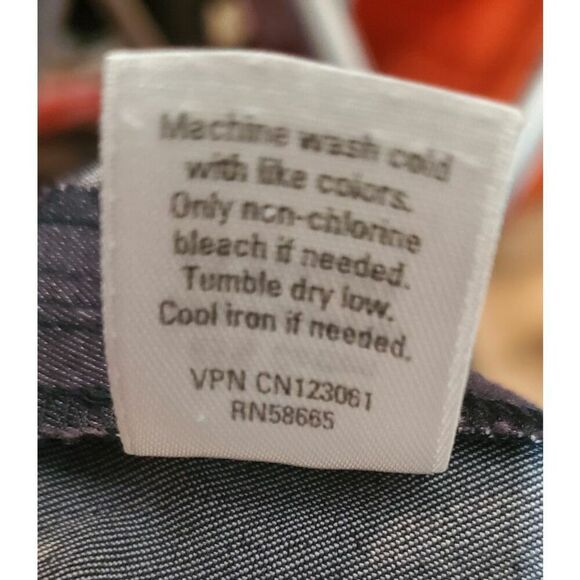 Machine wash cold
with like colors.
Only non-chlorine
bleach if needed.
Tumble dry low.
Cool iron if needed.
VPN CN123061
RN58665